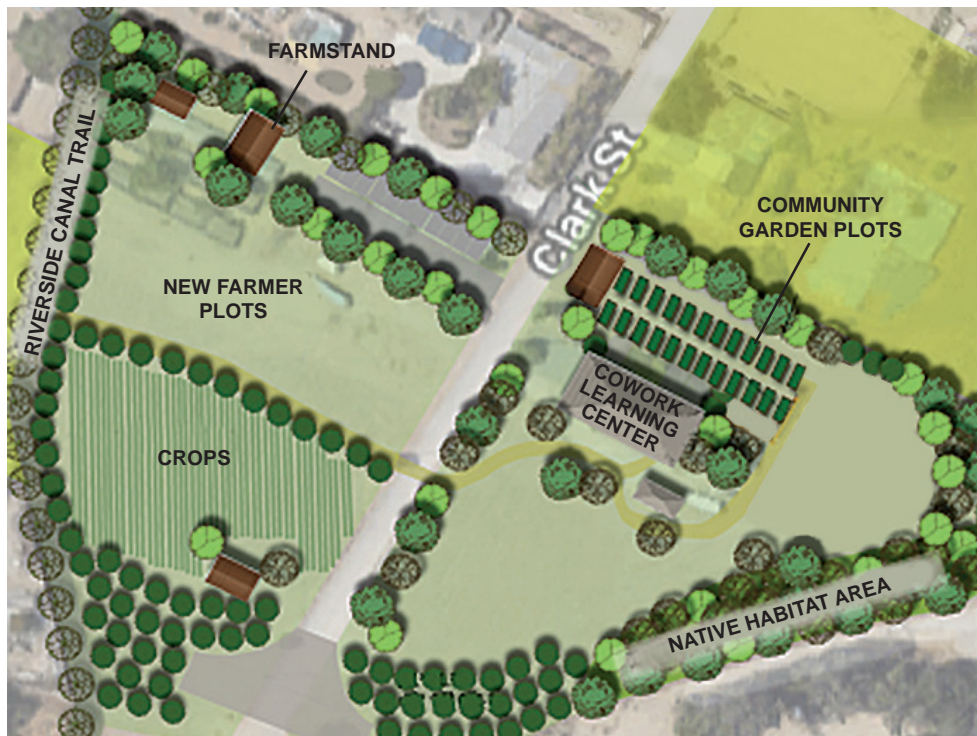 FARMSTAND
RIVERSIDE CANAL TRAIL
Clark St
COMMUNITY
GARDEN PLOTS
NEW FARMER
PLOTS
COWORK
LEARNING
CENTER
CROPS
NATIVE HABITAT AREA